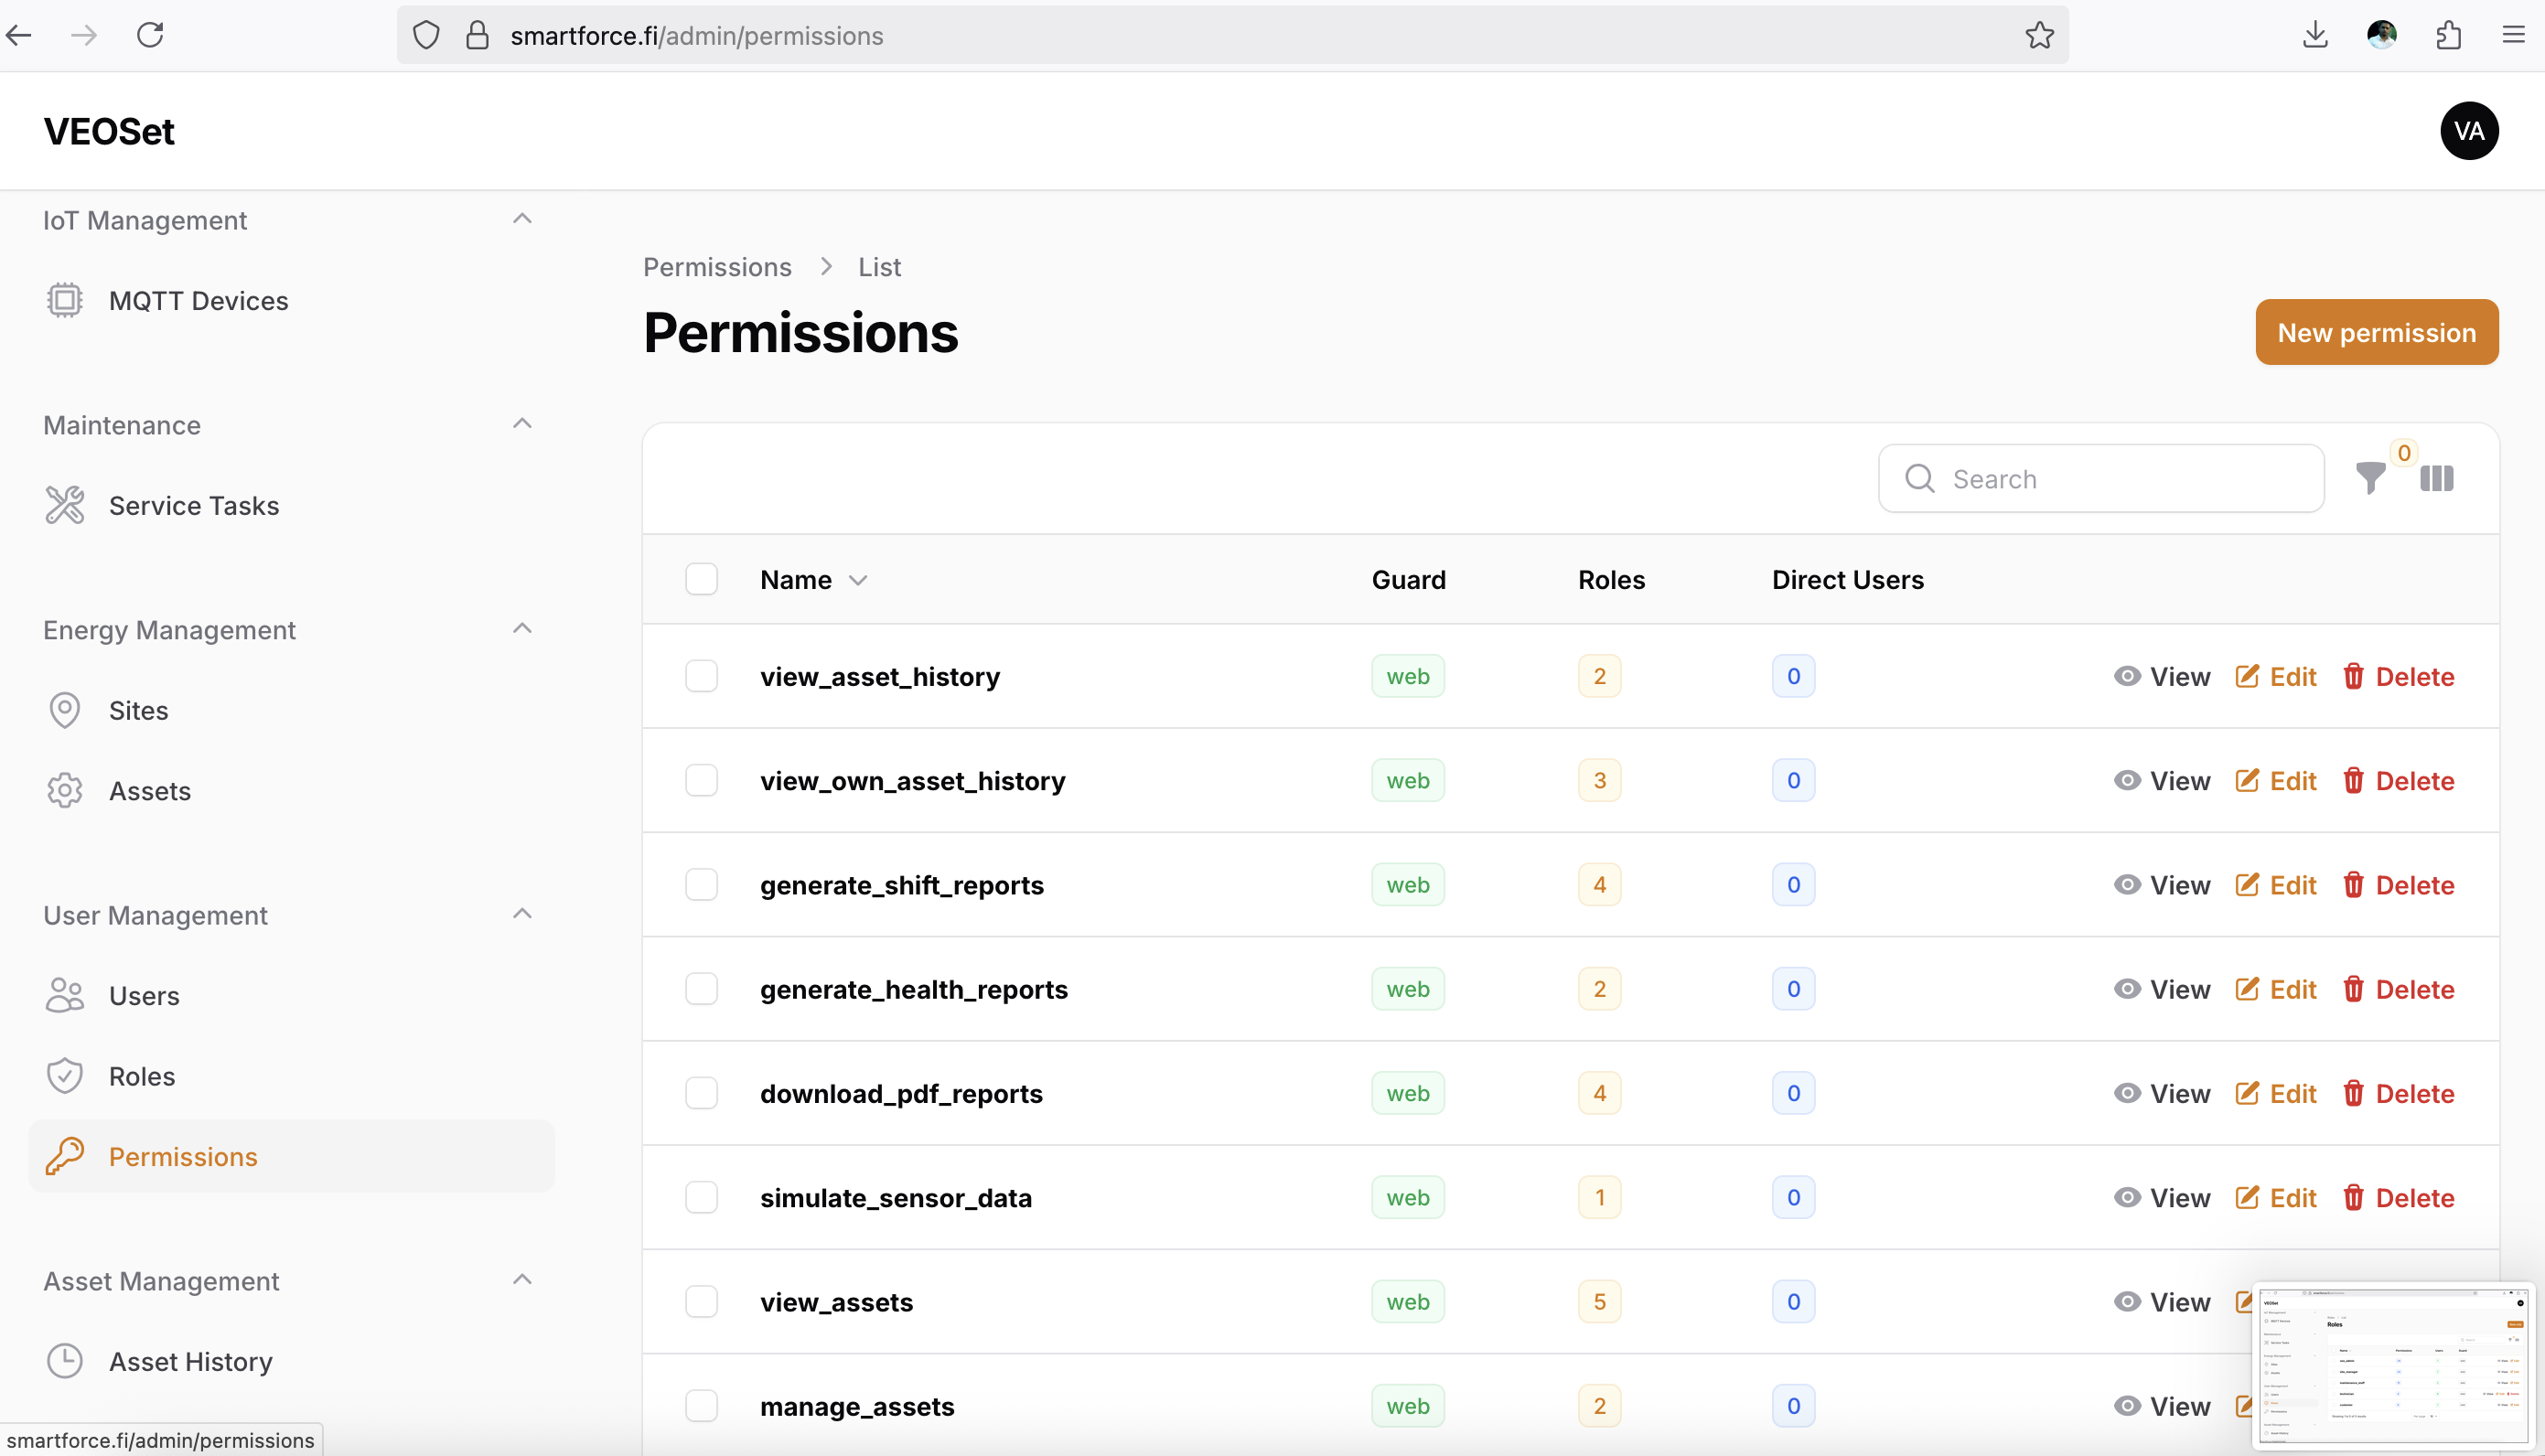 smartforce.fi/admin/permissions
VEOSet
VA
IoT Management
MQTT Devices
Maintenance
Service Tasks
Energy Management
Sites
Assets
User Management
Users
Roles
Permissions
Asset Management
Asset History
Permissions > List
Permissions
New permission
Search
0
Name Guard Roles Direct Users
view_asset_history web 2 0 View Edit Delete
view_own_asset_history web 3 0 View Edit Delete
generate_shift_reports web 4 0 View Edit Delete
generate_health_reports web 2 0 View Edit Delete
download_pdf_reports web 4 0 View Edit Delete
simulate_sensor_data web 1 0 View Edit Delete
view_assets web 5 0 View
manage_assets web 2 0 View
VEOSet
Roles
smartforce.fi/admin/permissions